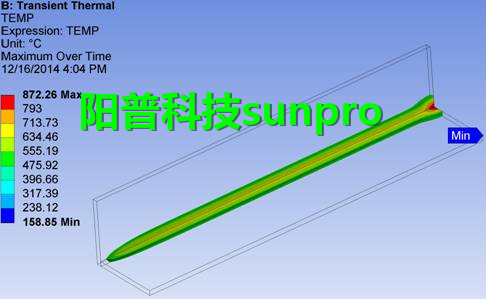 B: Transient Thermal
TEMP
Expression: TEMP
Unit: °C
Maximum Over Time
12/16/2014 4:04 PM
872.26 Max
793
713.73
634.46
555.19
475.92
396.66
317.39
238.12
158.85 Min
阳普科技sunpro
Min